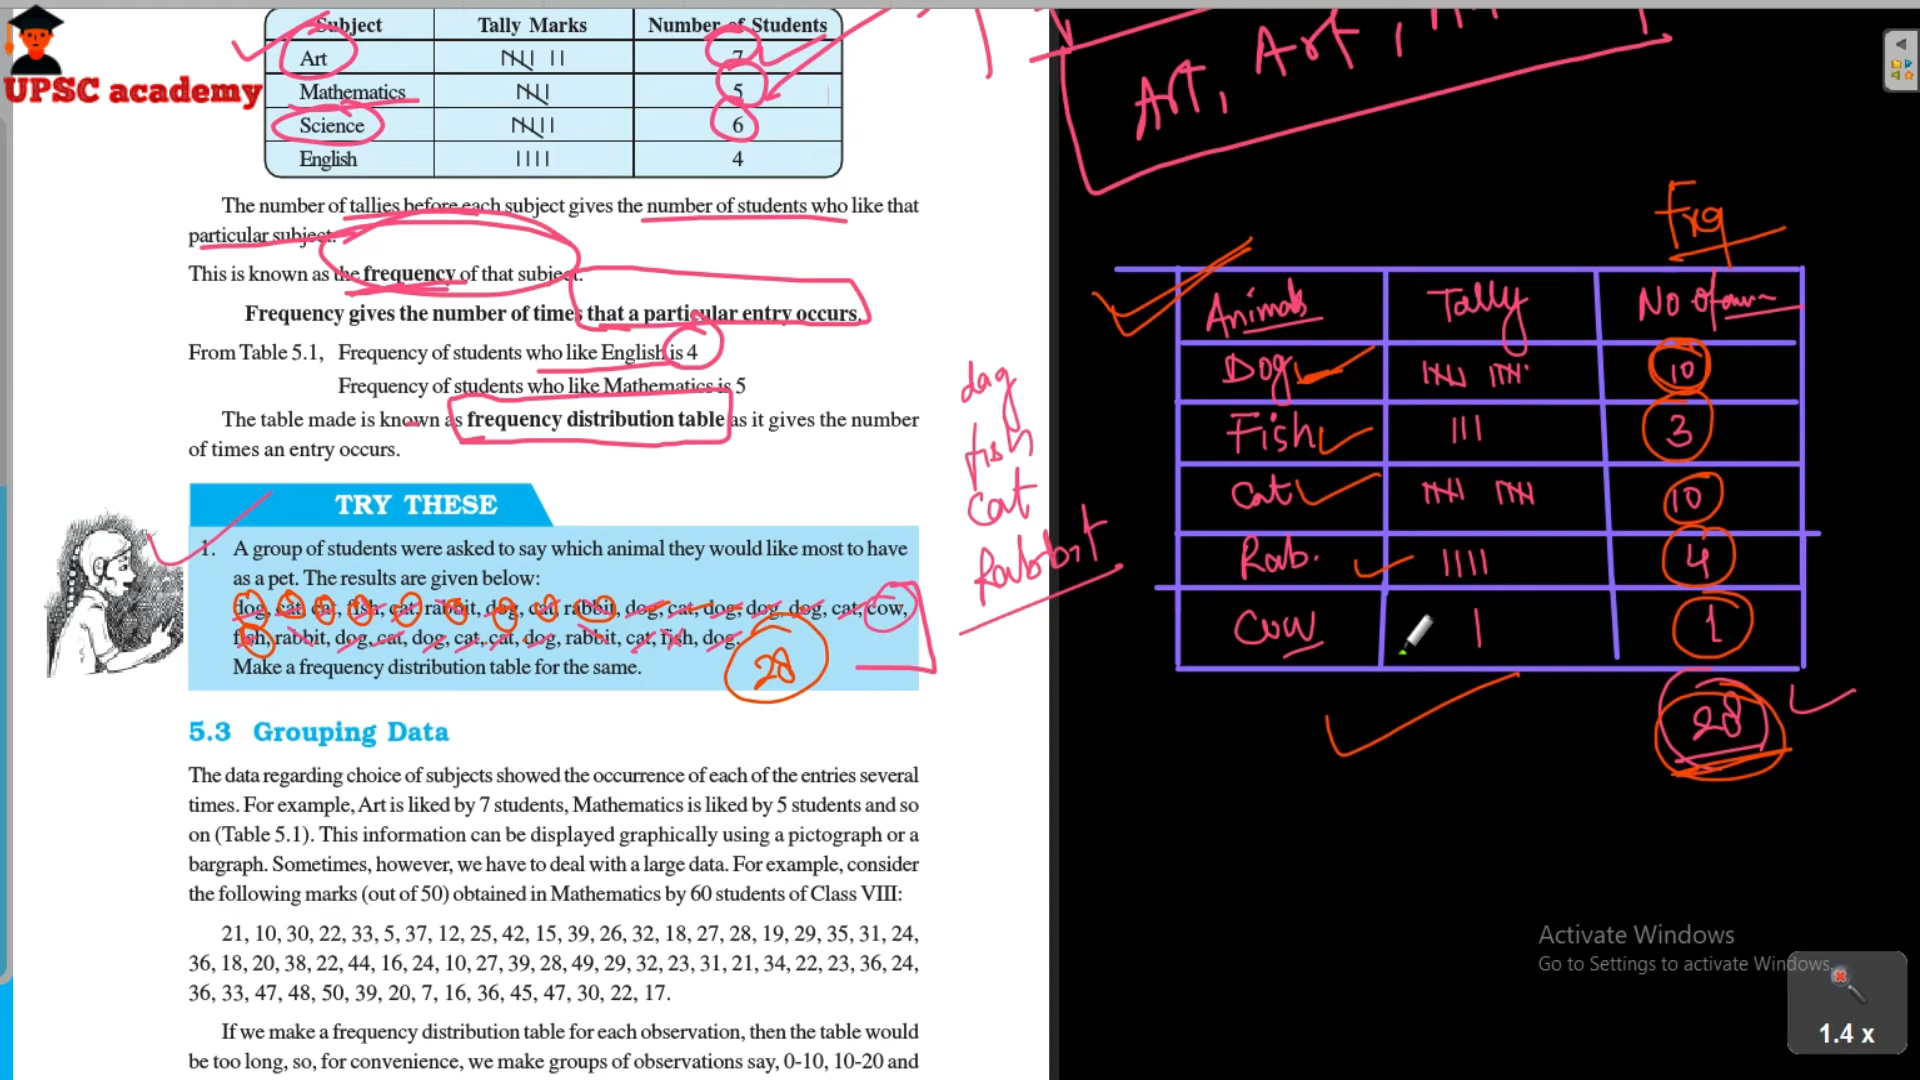 Subject Tally Marks Number of Students
Art 7
Mathematics 5
Science 6
English 4
UPSC academy
The number of tallies before each subject gives the number of students who like that
particular subject.
This is known as the frequency of that subject.
Frequency gives the number of times that a particular entry occurs.
From Table 5.1, Frequency of students who like English is 4
Frequency of students who like Mathematics is 5
The table made is known as frequency distribution table as it gives the number
of times an entry occurs.
TRY THESE
1. A group of students were asked to say which animal they would like most to have
as a pet. The results are given below:
dog, cat, cat, fish, cat, rabbit, dog, cat, rabbit, dog, cat, dog, dog, dog, cat, cow,
fish, rabbit, dog, cat, dog, cat, cat, dog, rabbit, cat, fish, dog.
Make a frequency distribution table for the same.
28
5.3 Grouping Data
The data regarding choice of subjects showed the occurrence of each of the entries several
times. For example, Art is liked by 7 students, Mathematics is liked by 5 students and so
on (Table 5.1). This information can be displayed graphically using a pictograph or a
bargraph. Sometimes, however, we have to deal with a large data. For example, consider
the following marks (out of 50) obtained in Mathematics by 60 students of Class VIII:
21, 10, 30, 22, 33, 5, 37, 12, 25, 42, 15, 39, 26, 32, 18, 27, 28, 19, 29, 35, 31, 24,
36, 18, 20, 38, 22, 44, 16, 24, 10, 27, 39, 28, 49, 29, 32, 23, 31, 21, 34, 22, 23, 36, 24,
36, 33, 47, 48, 50, 39, 20, 7, 16, 36, 45, 47, 30, 22, 17.
If we make a frequency distribution table for each observation, then the table would
be too long, so, for convenience, we make groups of observations say, 0-10, 10-20 and
Art, Art,
dog
fish
cat
Rabbit
Frq
Animals Tally No of
Dog 10
Fish 3
Cat 10
Rab. 4
Cow 1
28
Activate Windows
Go to Settings to activate Windows.
1.4 x